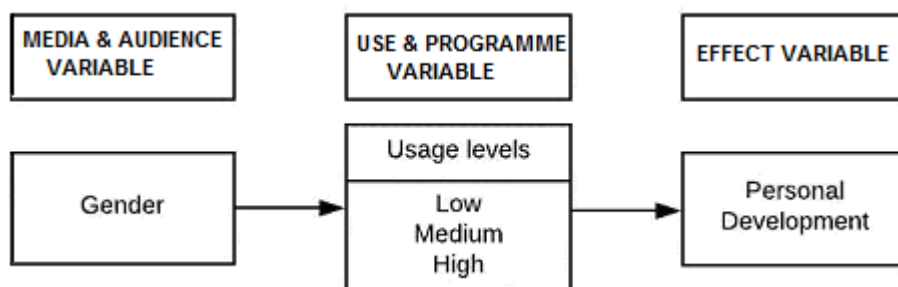 MEDIA & AUDIENCE
VARIABLE
USE & PROGRAMME
VARIABLE
EFFECT VARIABLE
Gender
Usage levels
Low
Medium
High
Personal
Development